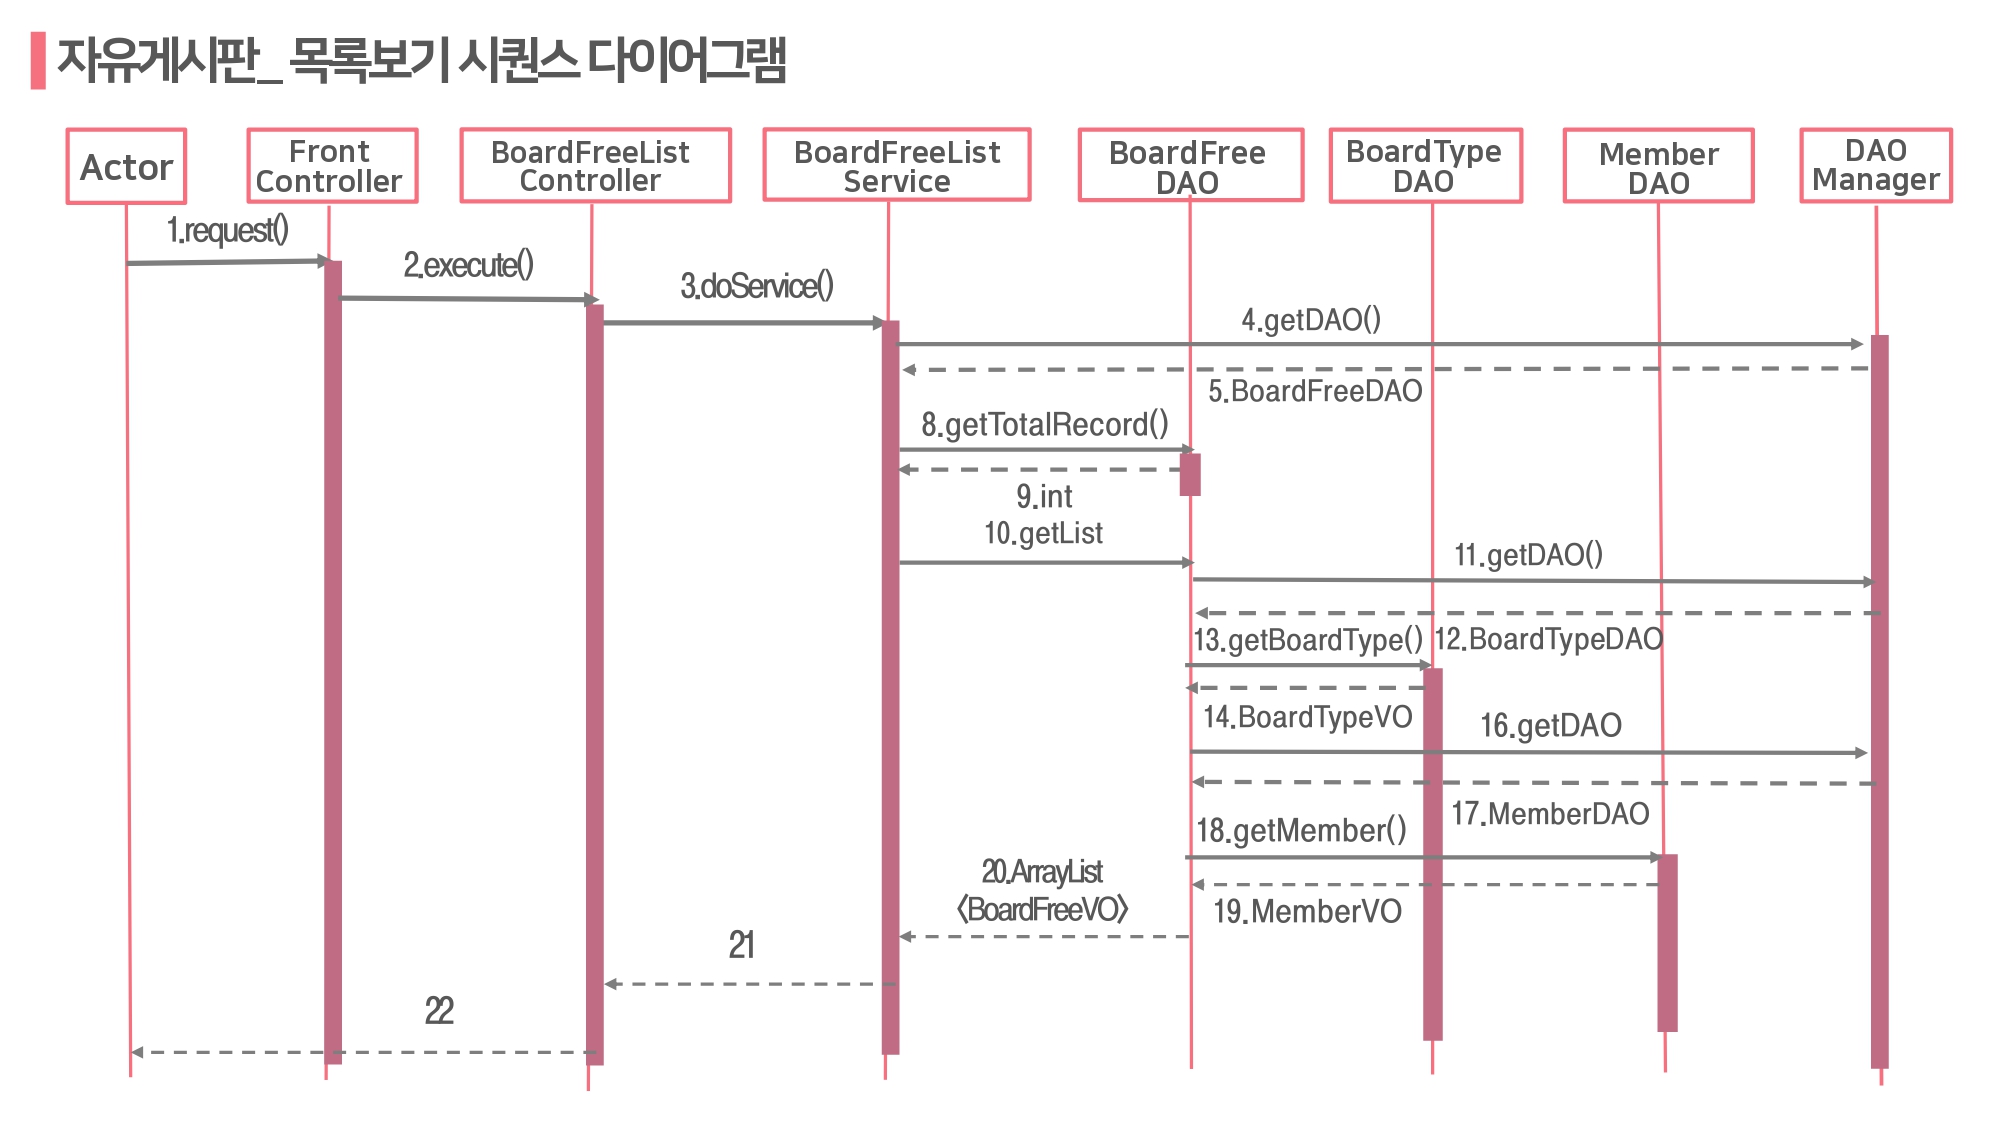 자유게시판_ 목록보기 시퀀스 다이어그램
Actor
Front
Controller
BoardFreeList
Controller
BoardFreeList
Service
BoardFree
DAO
BoardType
DAO
Member
DAO
DAO
Manager
1.request()
2.execute()
3.doService()
4.getDAO()
5.BoardFreeDAO
8.getTotalRecord()
9.int
10.getList
11.getDAO()
13.getBoardType()
12.BoardTypeDAO
14.BoardTypeVO
16.getDAO
17.MemberDAO
18.getMember()
20.ArrayList
<BoardFreeVO>
19.MemberVO
21
22